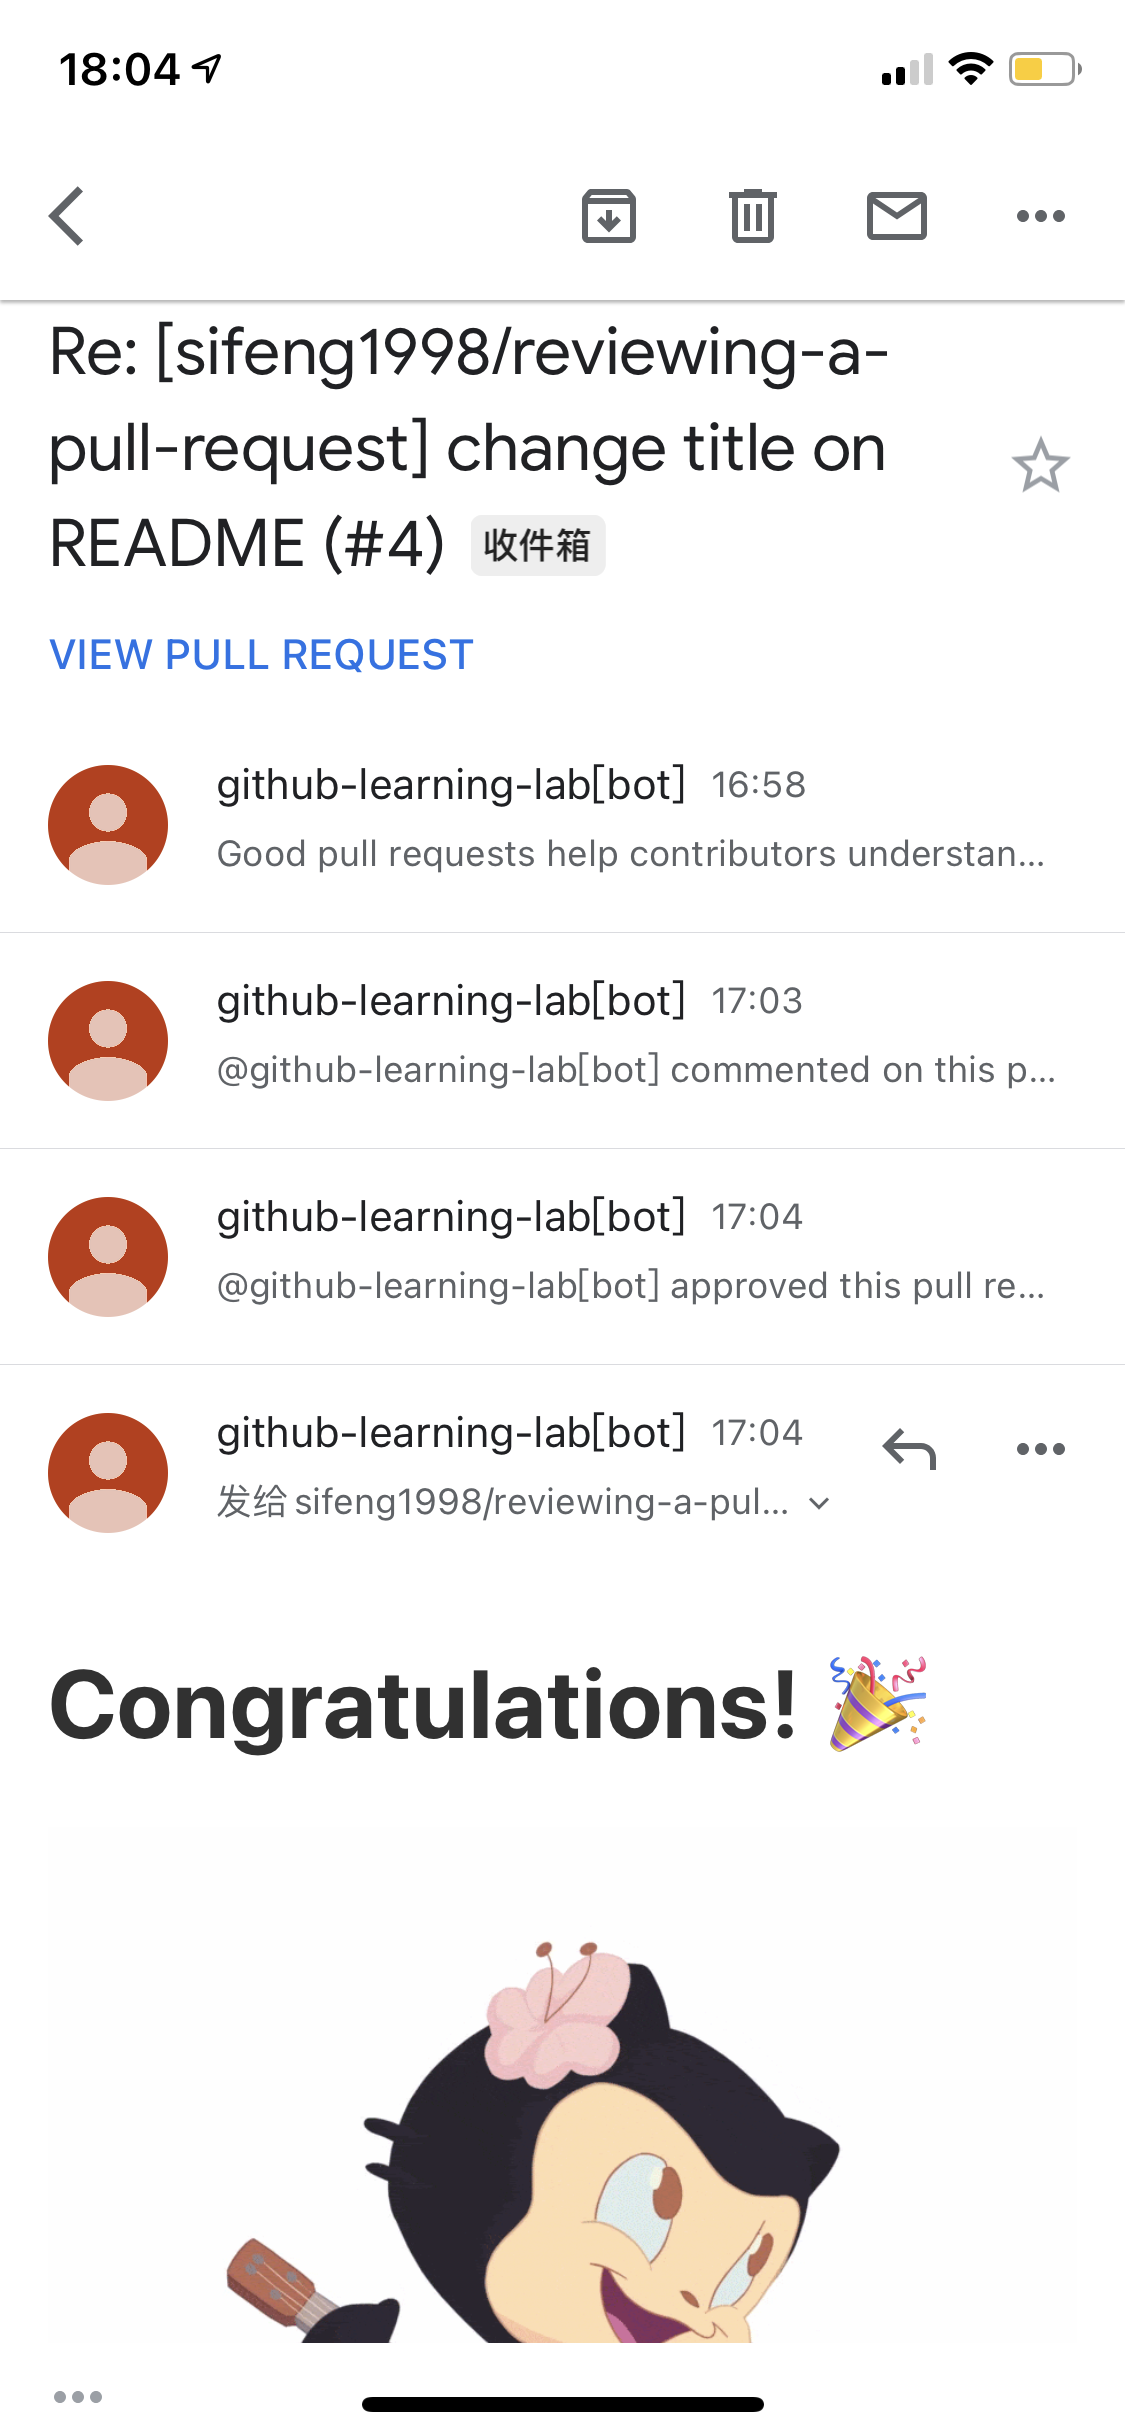 18:04
Re: [sifeng1998/reviewing-a-
pull-request] change title on
README (#4) 收件箱
VIEW PULL REQUEST
github-learning-lab[bot] 16:58
Good pull requests help contributors understan...
github-learning-lab[bot] 17:03
@github-learning-lab[bot] commented on this p...
github-learning-lab[bot] 17:04
@github-learning-lab[bot] approved this pull re...
github-learning-lab[bot] 17:04
发给 sifeng1998/reviewing-a-pul...
Congratulations! 🎉